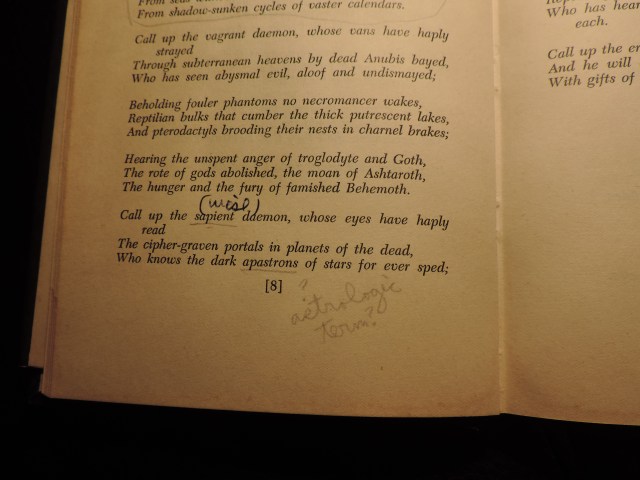 From shadow-sunken cycles of vaster calendars.
Call up the vagrant daemon, whose vans have haply
strayed
Through subterranean heavens by dead Anubis bayed,
Who has seen abysmal evil, aloof and undismayed;
Beholding fouler phantoms no necromancer wakes,
Reptilian bulks that cumber the thick putrescent lakes,
And pterodactyls brooding their nests in charnel brakes;
Hearing the unspent anger of troglodyte and Goth,
The rote of gods abolished, the moan of Ashtaroth,
The hunger and the fury of famished Behemoth.
(wise)
Call up the sapient daemon, whose eyes have haply
read
The cipher-graven portals in planets of the dead,
Who knows the dark apastrons of stars for ever sped;
[8]
?
astrologic
term?
Who has hear
each.
Call up the er
And he will
With gifts of